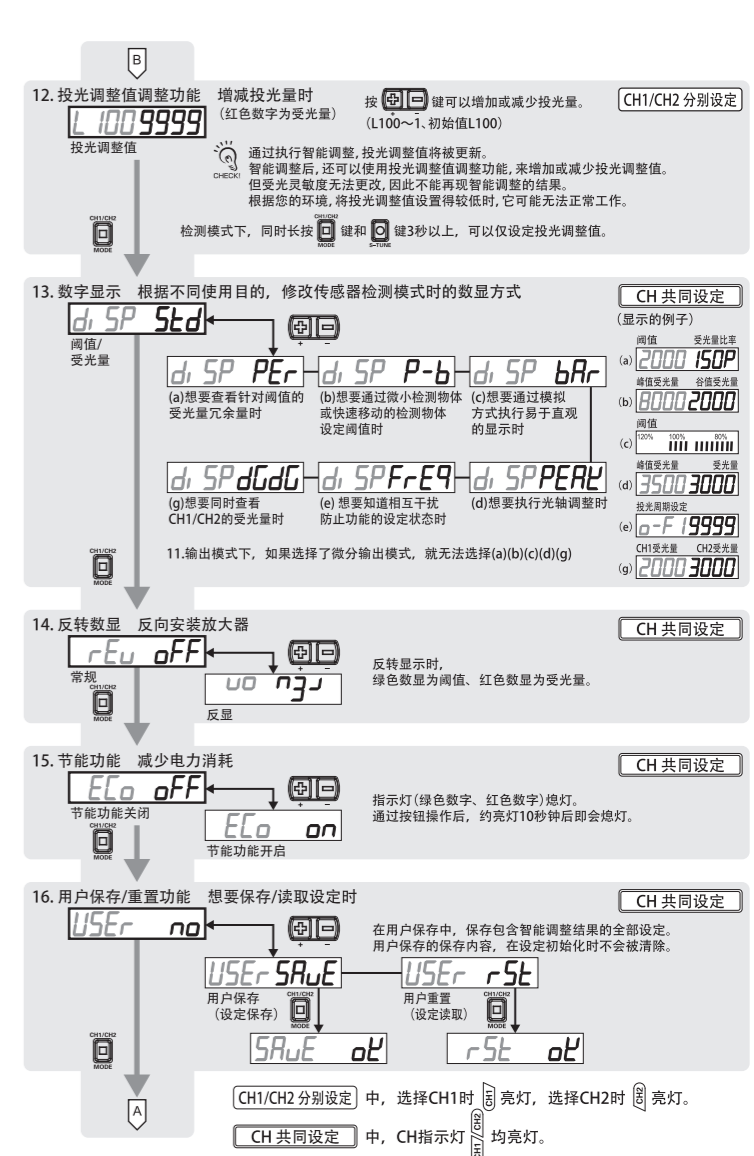 B
12. 投光调整值调整功能 增减投光量时
（红色数字为受光量）
按 + − 键可以增加或减少投光量。
（L100～1、初始值L100）
CH1/CH2 分别设定
L 100 9999
投光调整值
CHECK!
通过执行智能调整，投光调整值将被更新。
智能调整后，还可以使用投光调整值调整功能，来增加或减少投光调整值。
但受光灵敏度无法更改，因此不能再现智能调整的结果。
根据您的环境，将投光调整值设置得较低时，它可能无法正常工作。
CH1/CH2
MODE
检测模式下，同时长按 CH1/CH2 MODE 键和 S-TUNE 键3秒以上，可以仅设定投光调整值。
13. 数字显示 根据不同使用目的，修改传感器检测模式时的数显方式
CH 共同设定
di SP Std
阈值/
受光量
+ −
di SP PEr
(a)想要查看针对阈值的
受光量冗余量时
di SP P-b
(b)想要通过微小检测物体
或快速移动的检测物体
设定阈值时
di SP bAr
(c)想要通过模拟
方式执行易于直观
的显示时
di SP dGdG
(g)想要同时查看
CH1/CH2的受光量时
di SP FrEq
(e) 想要知道相互干扰
防止功能的设定状态时
di SP PEAK
(d)想要执行光轴调整时
11.输出模式下，如果选择了微分输出模式，就无法选择(a)(b)(c)(d)(g)
CH1/CH2
MODE
（显示的例子）
阈值 受光量比率
(a) 2000 150P
峰值受光量 谷值受光量
(b) 8000 2000
阈值
(c) 120% 100% 80%
峰值受光量 受光量
(d) 3500 3000
投光周期设定
(e) o-F 1 9999
CH1受光量 CH2受光量
(g) 2000 3000
14. 反转数显 反向安装放大器
CH 共同设定
rEv oFF
常规
CH1/CH2
MODE
+ −
on rEv
反显
反转显示时，
绿色数显为阈值、红色数显为受光量。
15. 节能功能 减少电力消耗
CH 共同设定
ECo oFF
节能功能关闭
CH1/CH2
MODE
+ −
ECo on
节能功能开启
指示灯（绿色数字、红色数字）熄灯。
通过按钮操作后，约亮灯10秒钟后即会熄灯。
16. 用户保存/重置功能 想要保存/读取设定时
CH 共同设定
USEr no
+ −
在用户保存中，保存包含智能调整结果的全部设定。
用户保存的保存内容，在设定初始化时不会被清除。
USEr SAvE
用户保存
（设定保存）
CH1/CH2
MODE
SAvE oK
USEr rSt
用户重置
（设定读取）
CH1/CH2
MODE
rSt oK
CH1/CH2
MODE
A
CH1/CH2 分别设定 中，选择CH1时 CH1 亮灯，选择CH2时 CH2 亮灯。
CH 共同设定 中，CH指示灯 CH1/CH2 均亮灯。